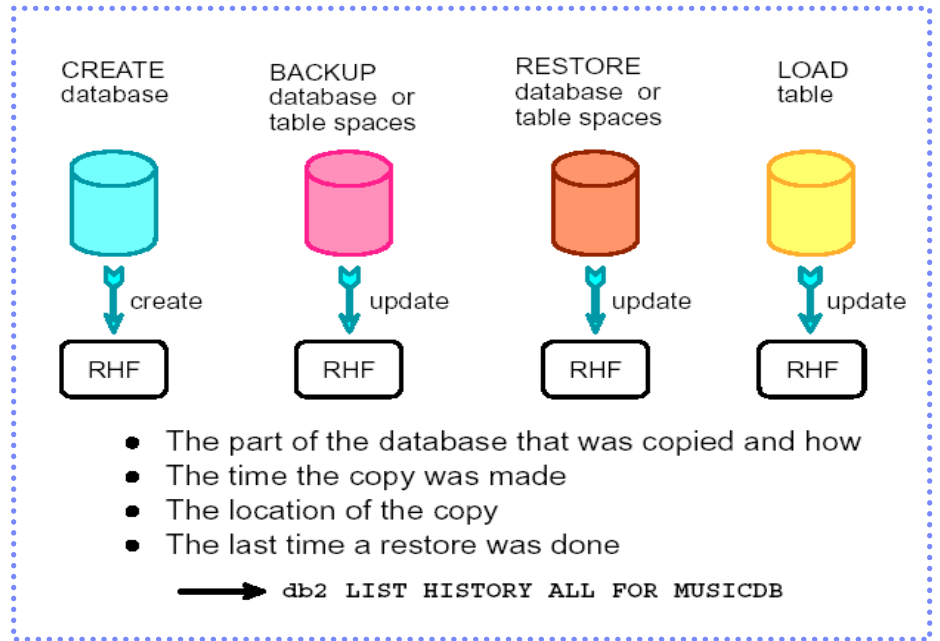 CREATE
database
BACKUP
database or
table spaces
RESTORE
database or
table spaces
LOAD
table
create
update
update
update
RHF
RHF
RHF
RHF
● The part of the database that was copied and how
● The time the copy was made
● The location of the copy
● The last time a restore was done
db2 LIST HISTORY ALL FOR MUSICDB